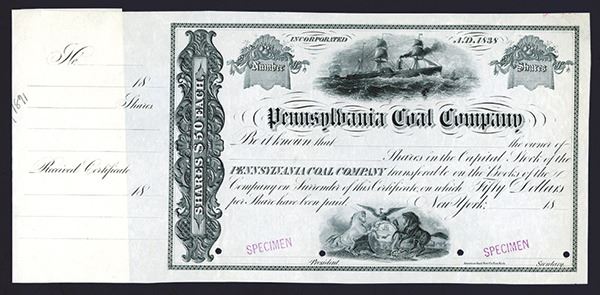 No
18
Shares
1891
Received Certificate
18
SHARES $50 EACH.
INCORPORATED A.D. 1838
Number
Shares
Pennsylvania Coal Company
Be it known that the owner of
Shares in the Capital Stock of the
PENNSYLVANIA COAL COMPANY transferable on the Books of the
Company on Surrender of this Certificate, on which Fifty Dollars
per Share have been paid. New York, 18
SPECIMEN
SPECIMEN
President.
Secretary.